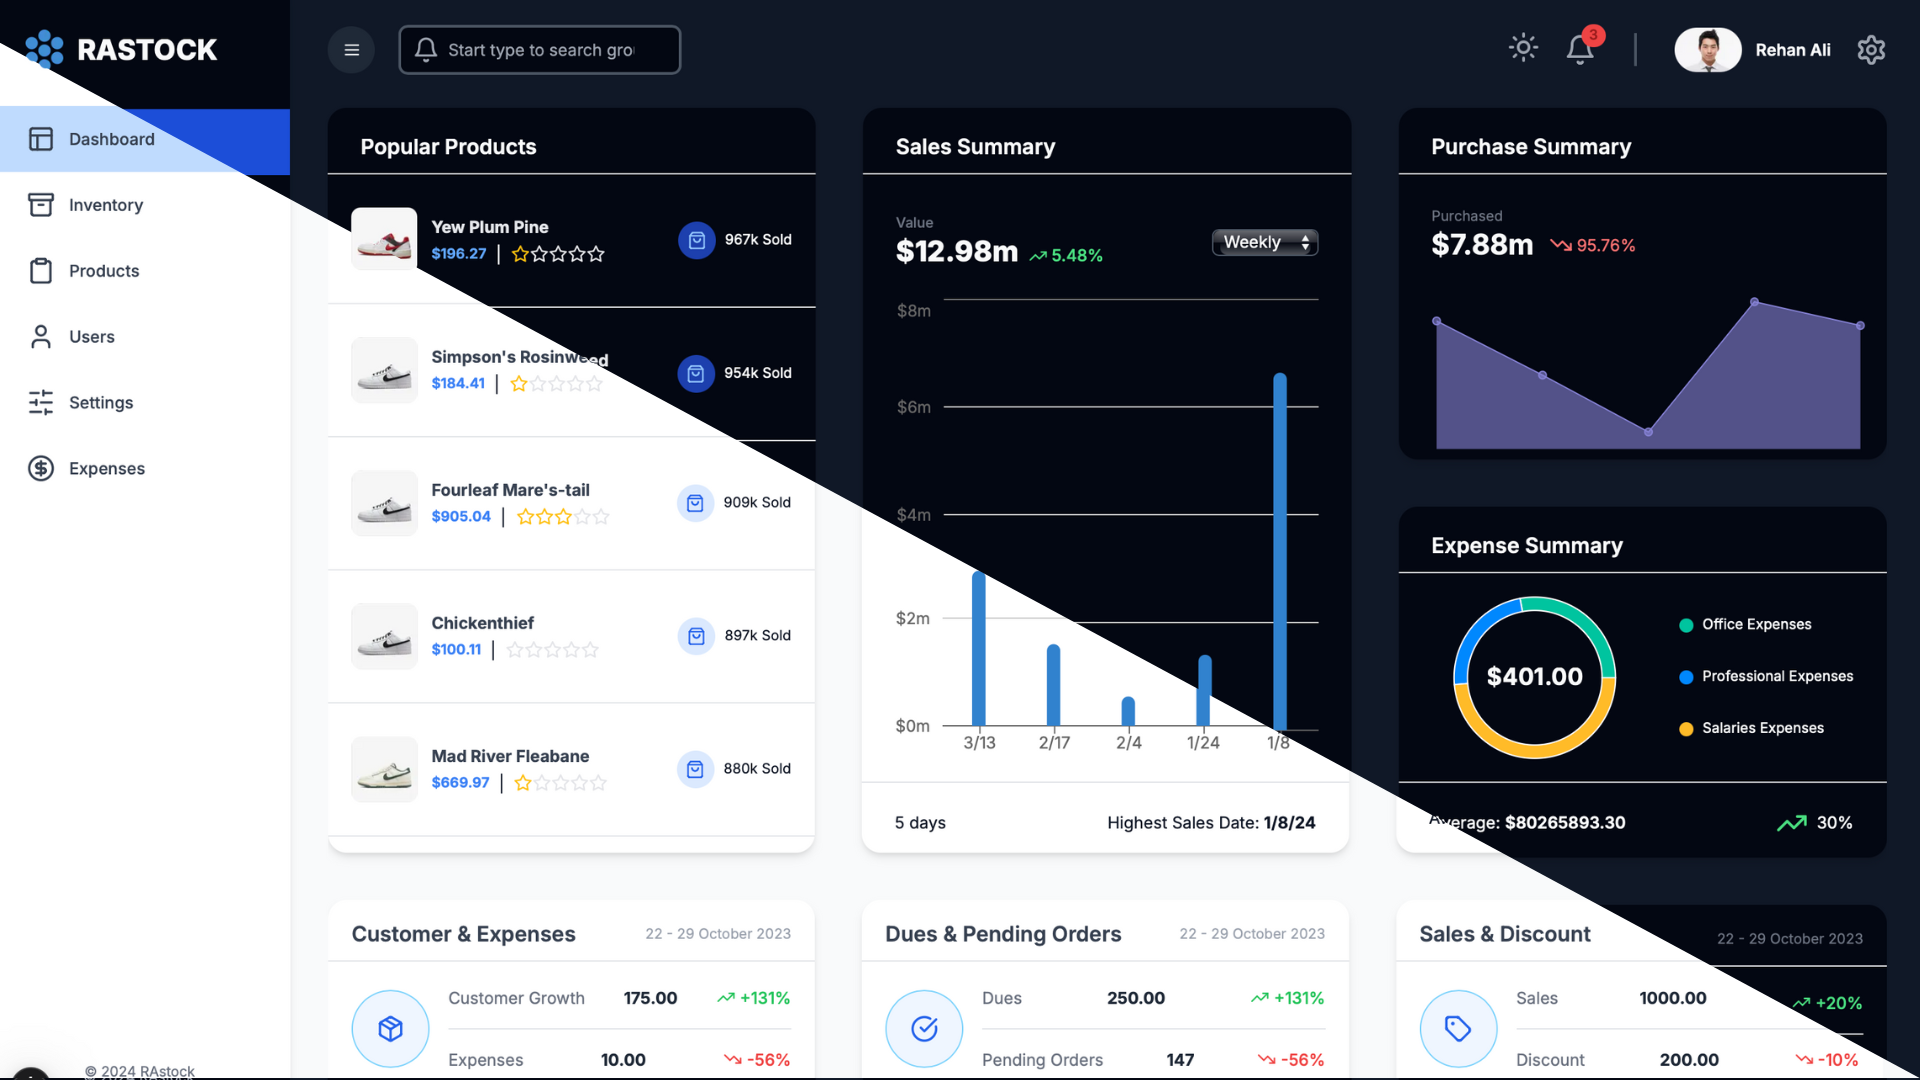 RASTOCK
Start type to search gro
3
Rehan Ali
Dashboard
Inventory
Products
Users
Settings
Expenses
© 2024 RAstock
Popular Products
Yew Plum Pine
$196.27 |
967k Sold
Simpson's Rosinweed
$184.41 |
954k Sold
Fourleaf Mare's-tail
$905.04 |
909k Sold
Chickenthief
$100.11 |
897k Sold
Mad River Fleabane
$669.97 |
880k Sold
Sales Summary
Value
$12.98m 5.48%
Weekly
$8m
$6m
$4m
$2m
$0m
3/13 2/17 2/4 1/24 1/8
5 days
Highest Sales Date: 1/8/24
Purchase Summary
Purchased
$7.88m 95.76%
Expense Summary
$401.00
Office Expenses
Professional Expenses
Salaries Expenses
Average: $80265893.30
30%
Customer & Expenses
22 - 29 October 2023
Customer Growth 175.00 +131%
Expenses 10.00 -56%
Dues & Pending Orders
22 - 29 October 2023
Dues 250.00 +131%
Pending Orders 147 -56%
Sales & Discount
22 - 29 October 2023
Sales 1000.00 +20%
Discount 200.00 -10%